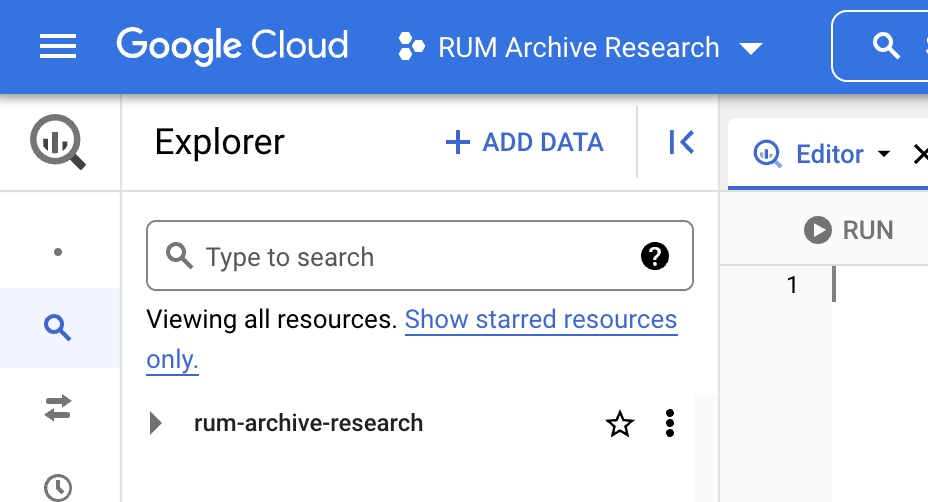 Google Cloud
RUM Archive Research
Explorer
+ ADD DATA
Editor
Type to search
RUN
Viewing all resources. Show starred resources
only.
1
rum-archive-research